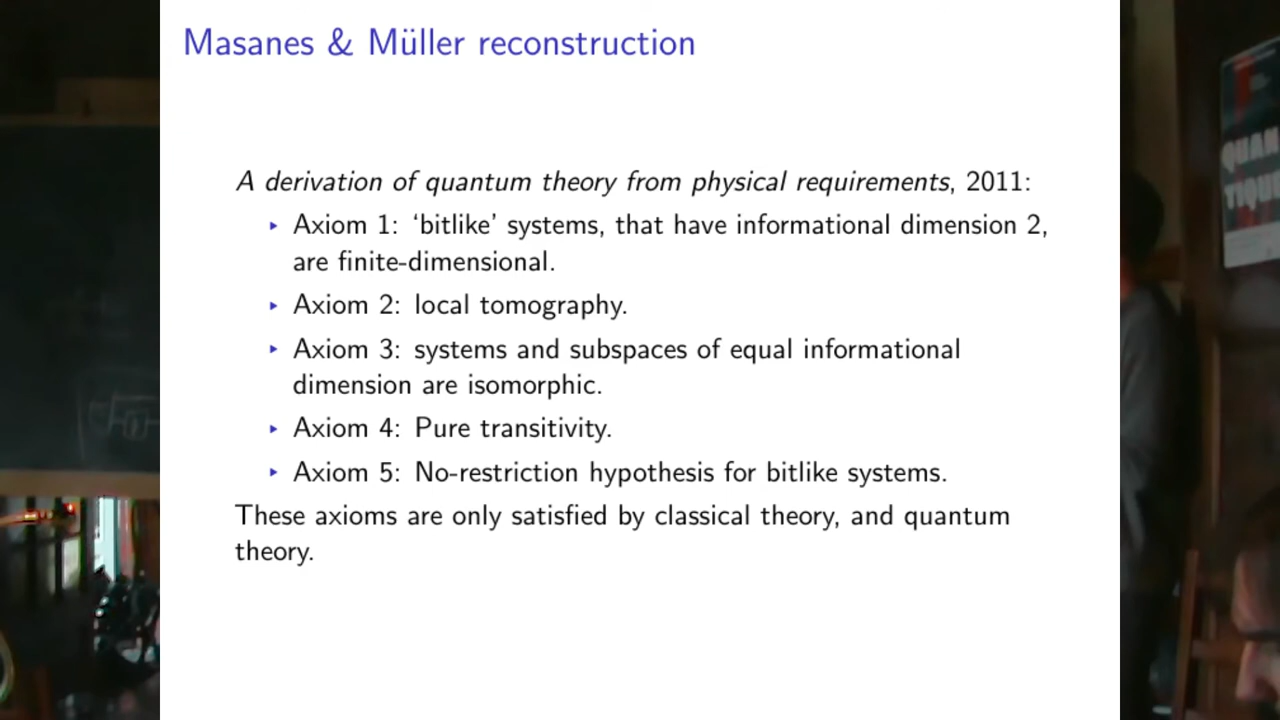 Masanes & Müller reconstruction
A derivation of quantum theory from physical requirements, 2011:
▸ Axiom 1: ‘bitlike’ systems, that have informational dimension 2,
are finite-dimensional.
▸ Axiom 2: local tomography.
▸ Axiom 3: systems and subspaces of equal informational
dimension are isomorphic.
▸ Axiom 4: Pure transitivity.
▸ Axiom 5: No-restriction hypothesis for bitlike systems.
These axioms are only satisfied by classical theory, and quantum
theory.
QUAN
TIQUE